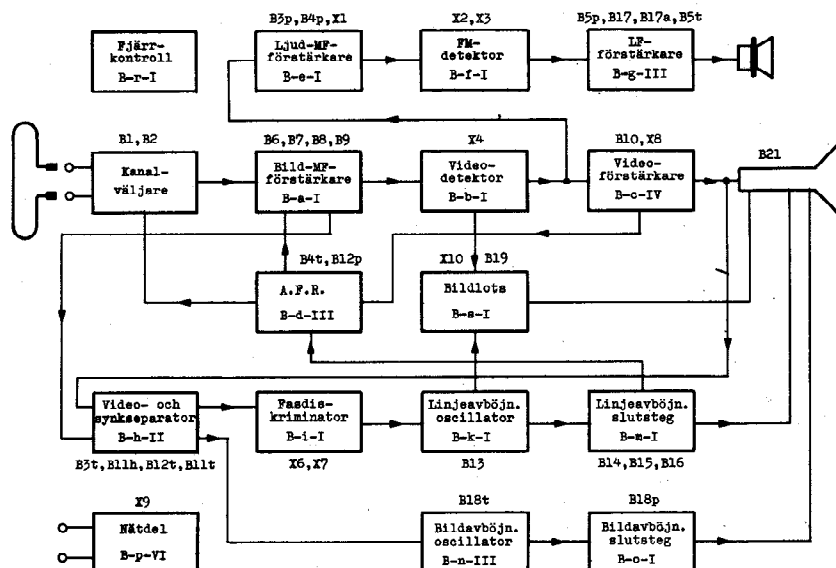 B3p, B4p, X1
X2, X3
B5p, B17, B17a, B5t
Fjärr-
kontroll
B-r-I
Ljud-MF-
förstärkare
B-e-I
FM-
detektor
B-f-I
LF-
förstärkare
B-g-III
B1, B2
B6, B7, B8, B9
X4
B10, X8
B21
Kanal-
väljare
Bild-MF-
förstärkare
B-a-I
Video-
detektor
B-b-I
Video-
förstärkare
B-c-IV
B4t, B12p
X10
B19
A.F.R.
B-d-III
Bildlots
B-s-I
Video- och
synkseparator
B-h-II
Fasdis-
kriminator
B-i-I
Linjeavböjn.
oscillator
B-k-I
Linjeavböjn.
slutsteg
B-m-I
B3t, B11h, B12t, B11t
X6, X7
B13
B14, B15, B16
X9
B18t
B18p
Nätdel
B-p-VI
Bildavböjn.
oscillator
B-n-III
Bildavböjn.
slutsteg
B-o-I